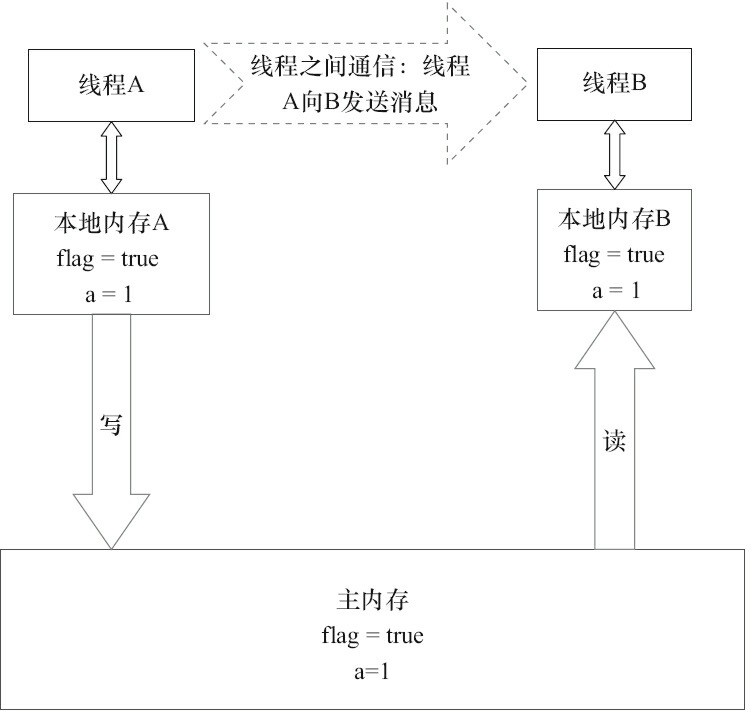 线程A
线程之间通信：线程
A向B发送消息
线程B
本地内存A
flag = true
a = 1
本地内存B
flag = true
a = 1
写
读
主内存
flag = true
a=1